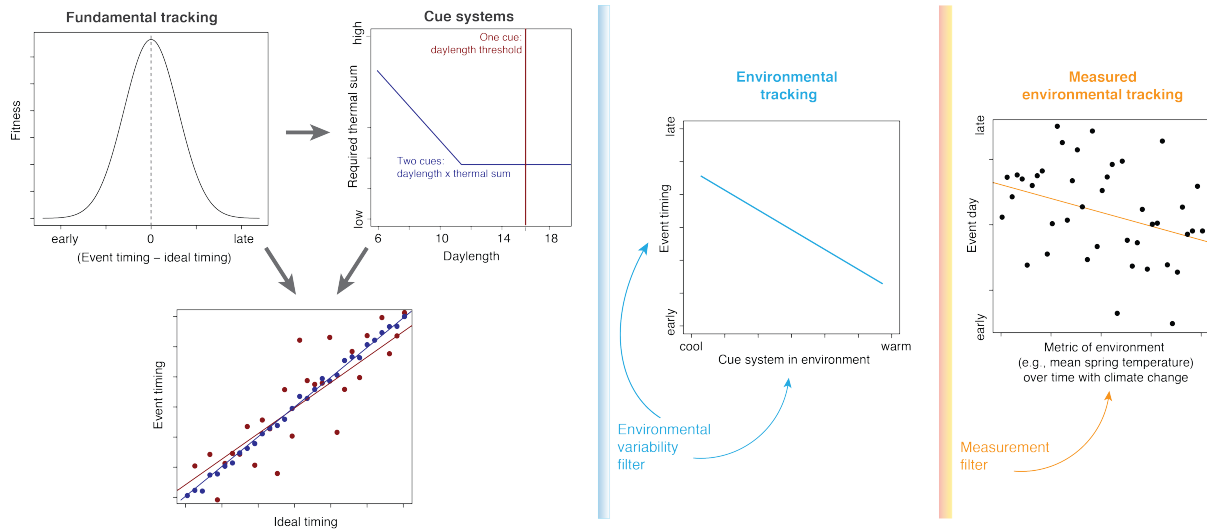 Fundamental tracking
Fitness
early
0
late
(Event timing – ideal timing)
Cue systems
Required thermal sum
high
low
One cue:
daylength threshold
Two cues:
daylength x thermal sum
6
10
14
16
18
Daylength
Event timing
Ideal timing
Environmental
tracking
Event timing
late
early
cool
warm
Cue system in environment
Environmental
variability
filter
Measured
environmental tracking
Event day
late
early
Metric of environment
(e.g., mean spring temperature)
over time with climate change
Measurement
filter